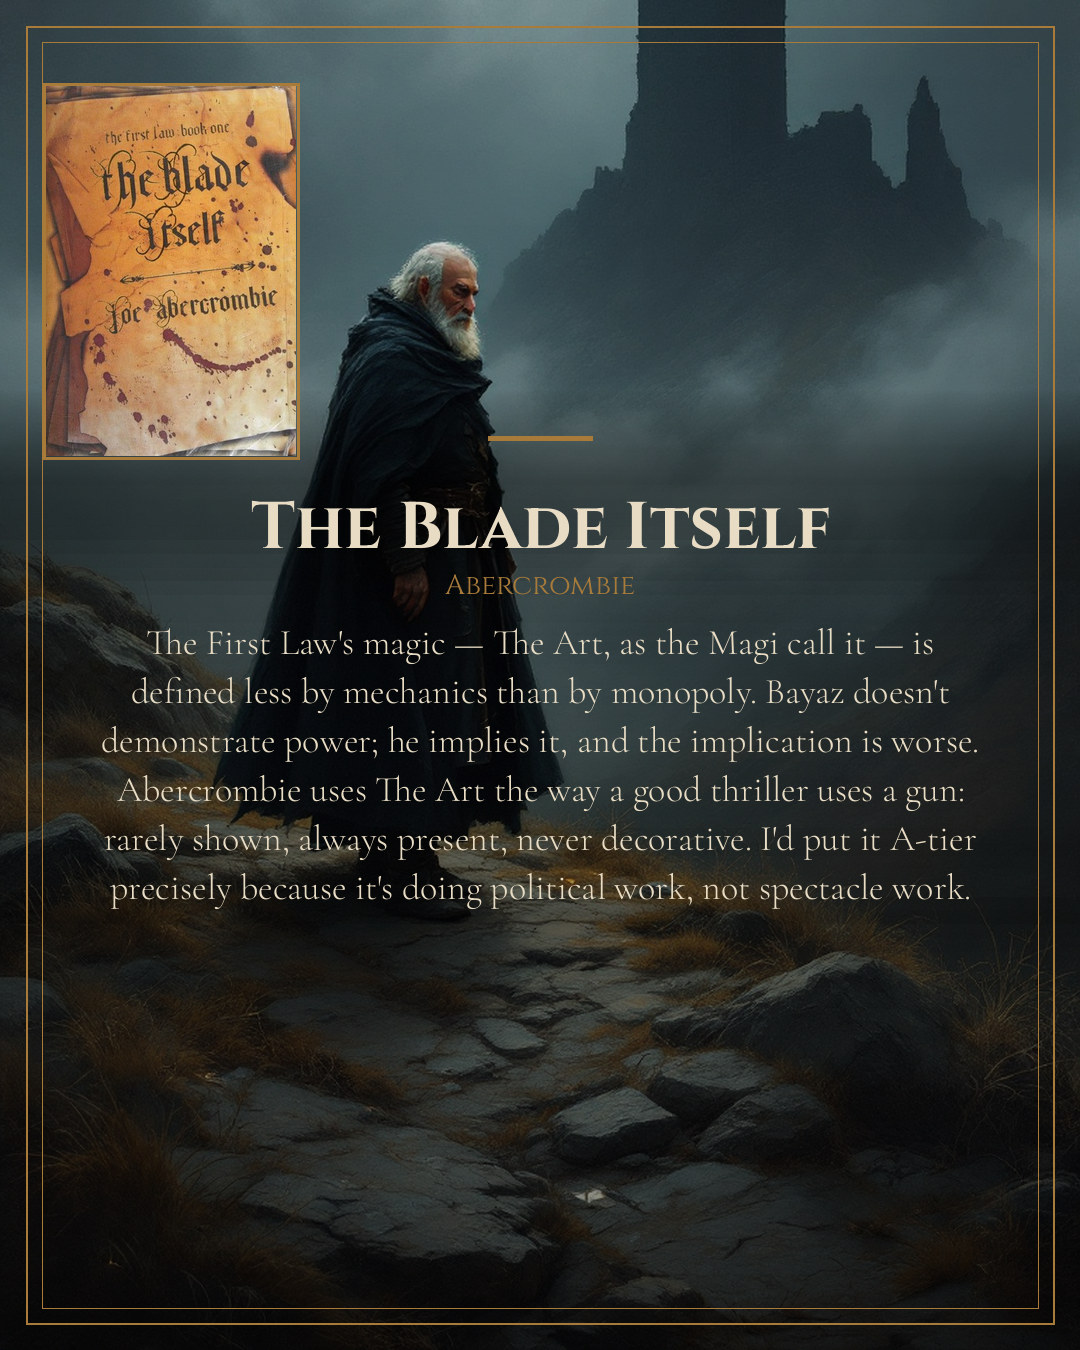 the first law: book one
the blade
itself
joe abercrombie
The Blade Itself
Abercrombie
The First Law's magic — The Art, as the Magi call it — is
defined less by mechanics than by monopoly. Bayaz doesn't
demonstrate power; he implies it, and the implication is worse.
Abercrombie uses The Art the way a good thriller uses a gun:
rarely shown, always present, never decorative. I'd put it A-tier
precisely because it's doing political work, not spectacle work.